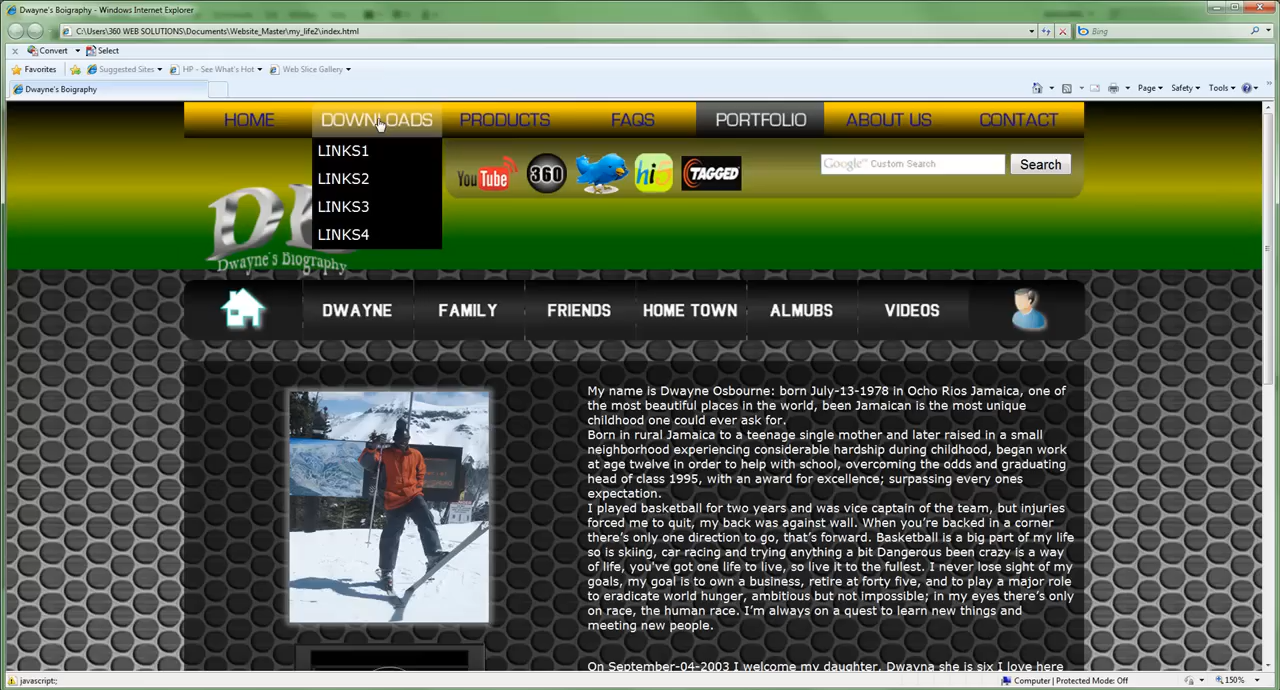 Dwayne's Boigraphy - Windows Internet Explorer
C:\Users\360 WEB SOLUTIONS\Documents\Website_Master\my_life2\index.html
Bing
x Convert Select
Favorites Suggested Sites HP - See What's Hot Web Slice Gallery
Dwayne's Boigraphy
Page Safety Tools
HOME DOWNLOADS PRODUCTS FAQS PORTFOLIO ABOUT US CONTACT
LINKS1
LINKS2
LINKS3
LINKS4
You Tube 360 hi5 TAGGED
Google Custom Search Search
Dwayne's Biography
DWAYNE FAMILY FRIENDS HOME TOWN ALMUBS VIDEOS
My name is Dwayne Osbourne: born July-13-1978 in Ocho Rios Jamaica, one of
the most beautiful places in the world, been Jamaican is the most unique
childhood one could ever ask for.
Born in rural Jamaica to a teenage single mother and later raised in a small
neighborhood experiencing considerable hardship during childhood, began work
at age twelve in order to help with school, overcoming the odds and graduating
head of class 1995, with an award for excellence; surpassing every ones
expectation.
I played basketball for two years and was vice captain of the team, but injuries
forced me to quit, my back was against wall. When you're backed in a corner
there's only one direction to go, that's forward. Basketball is a big part of my life
so is skiing, car racing and trying anything a bit Dangerous been crazy is a way
of life, you've got one life to live, so live it to the fullest. I never lose sight of my
goals, my goal is to own a business, retire at forty five, and to play a major role
to eradicate world hunger, ambitious but not impossible; in my eyes there's only
on race, the human race. I'm always on a quest to learn new things and
meeting new people.
On September-04-2003 I welcome my daughter, Dwayna she is six I love here
javascript:;
Computer | Protected Mode: Off
150%